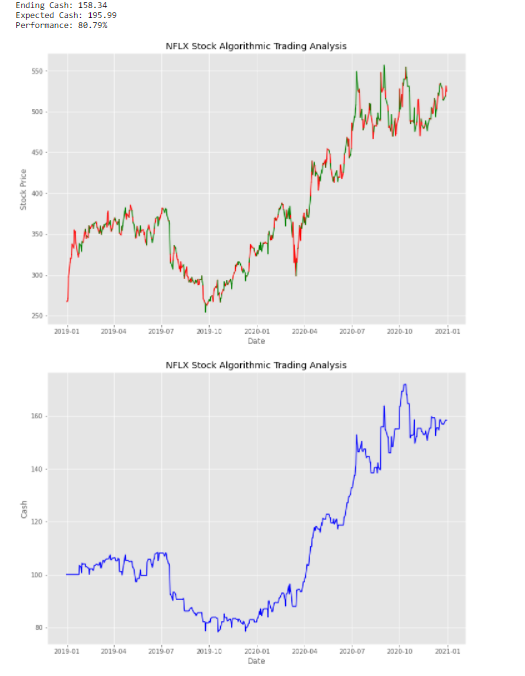 Ending Cash: 158.34
Expected Cash: 195.99
Performance: 80.79%
NFLX Stock Algorithmic Trading Analysis
550
500
450
400
350
300
250
Stock Price
2019-01 2019-04 2019-07 2019-10 2020-01 2020-04 2020-07 2020-10 2021-01
Date
NFLX Stock Algorithmic Trading Analysis
160
140
120
100
80
Cash
2019-01 2019-04 2019-07 2019-10 2020-01 2020-04 2020-07 2020-10 2021-01
Date